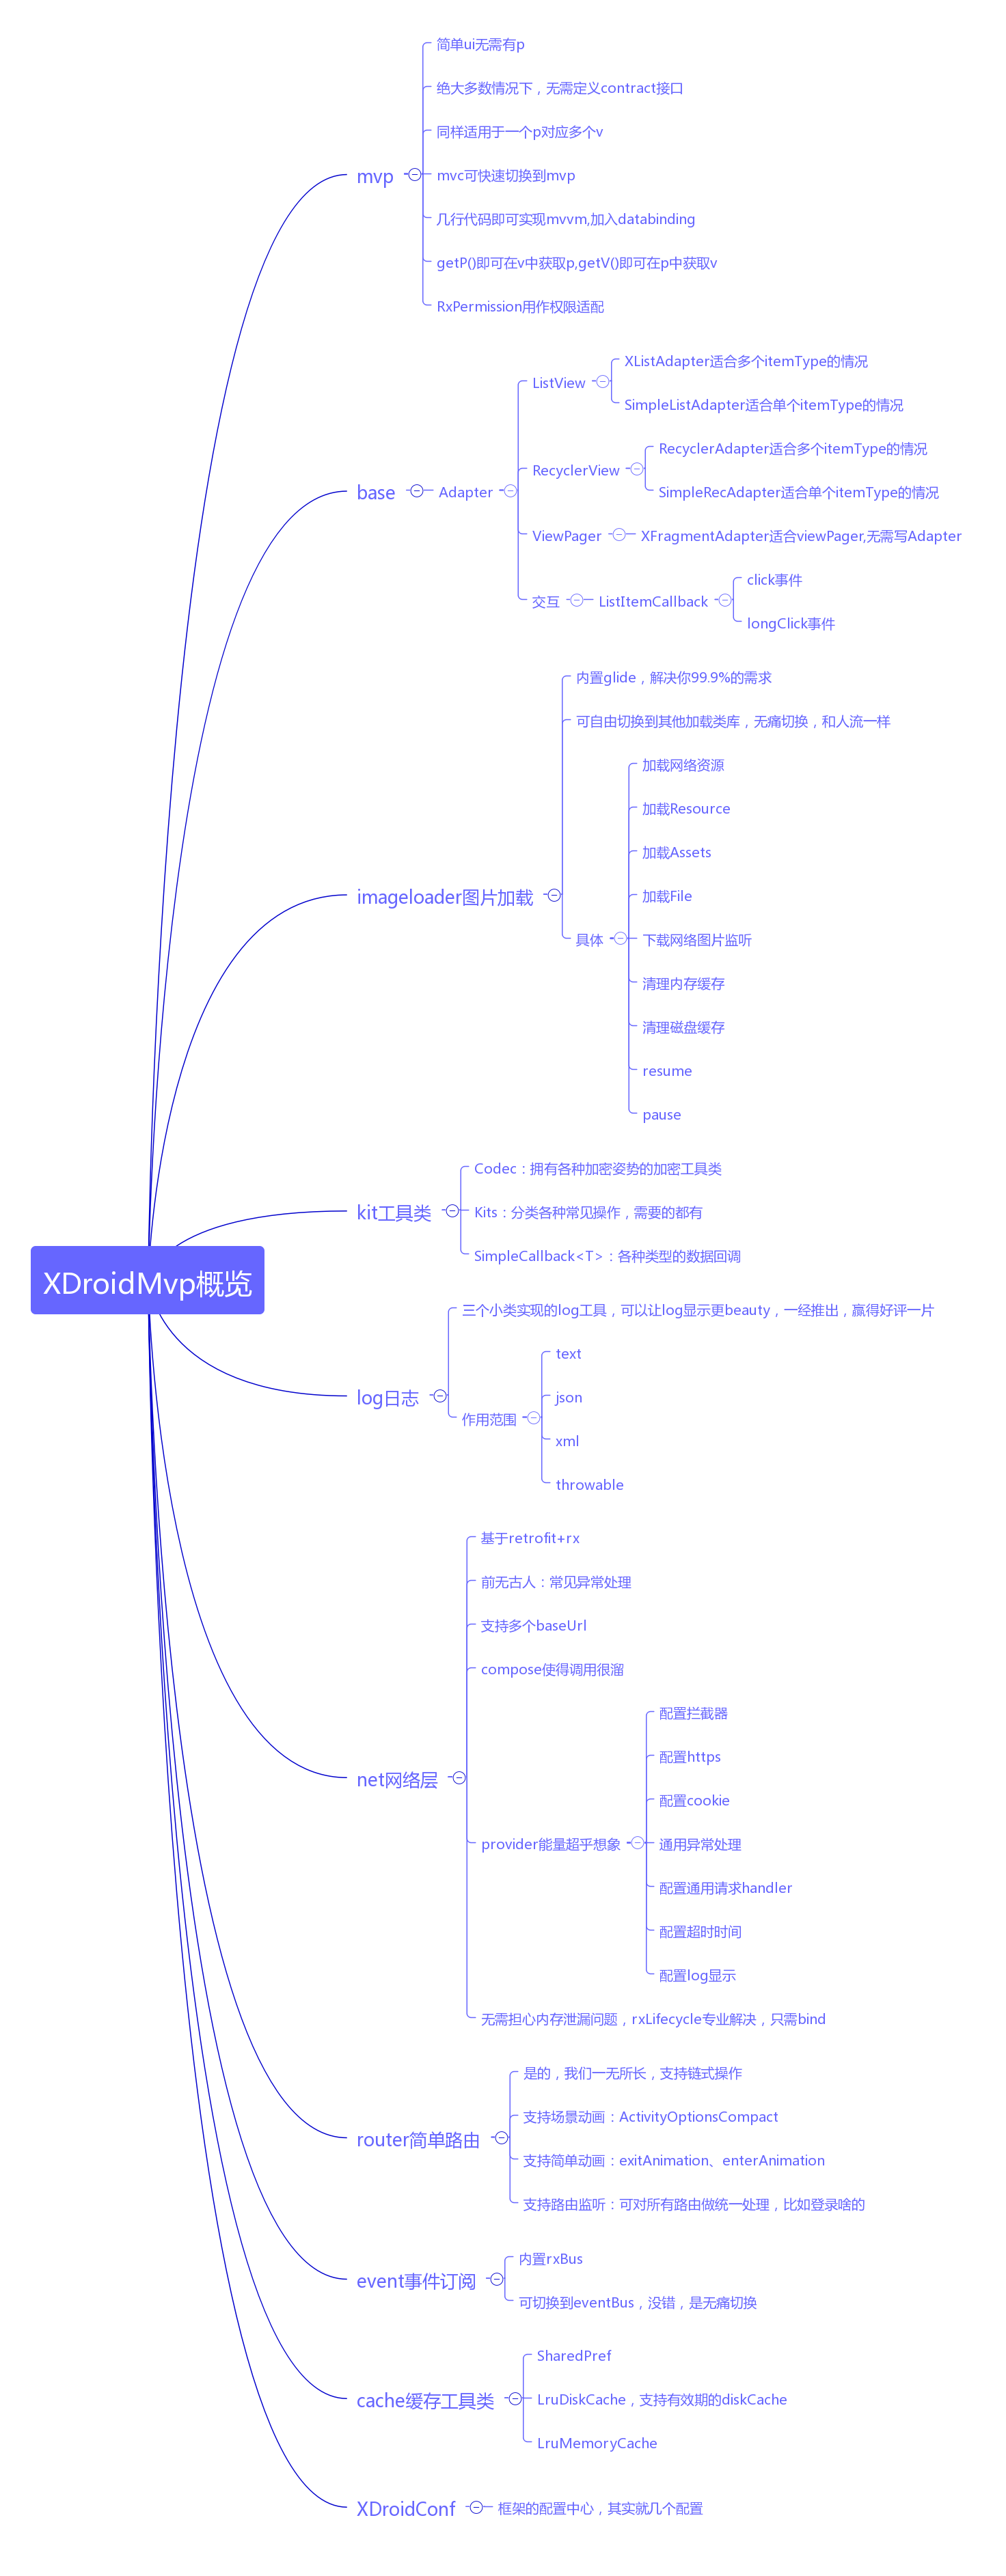 XDroidMvp概览
mvp
简单ui无需有p
绝大多数情况下，无需定义contract接口
同样适用于一个p对应多个v
mvc可快速切换到mvp
几行代码即可实现mvvm,加入databinding
getP()即可在v中获取p,getV()即可在p中获取v
RxPermission用作权限适配
base
Adapter
ListView
XListAdapter适合多个itemType的情况
SimpleListAdapter适合单个itemType的情况
RecyclerView
RecyclerAdapter适合多个itemType的情况
SimpleRecAdapter适合单个itemType的情况
ViewPager
XFragmentAdapter适合viewPager,无需写Adapter
交互
ListItemCallback
click事件
longClick事件
imageloader图片加载
内置glide，解决你99.9%的需求
可自由切换到其他加载类库，无痛切换，和人流一样
具体
加载网络资源
加载Resource
加载Assets
加载File
下载网络图片监听
清理内存缓存
清理磁盘缓存
resume
pause
kit工具类
Codec：拥有各种加密姿势的加密工具类
Kits：分类各种常见操作，需要的都有
SimpleCallback<T>：各种类型的数据回调
log日志
三个小类实现的log工具，可以让log显示更beauty，一经推出，赢得好评一片
作用范围
text
json
xml
throwable
net网络层
基于retrofit+rx
前无古人：常见异常处理
支持多个baseUrl
compose使得调用很溜
provider能量超乎想象
配置拦截器
配置https
配置cookie
通用异常处理
配置通用请求handler
配置超时时间
配置log显示
无需担心内存泄漏问题，rxLifecycle专业解决，只需bind
router简单路由
是的，我们一无所长，支持链式操作
支持场景动画：ActivityOptionsCompact
支持简单动画：exitAnimation、enterAnimation
支持路由监听：可对所有路由做统一处理，比如登录啥的
event事件订阅
内置rxBus
可切换到eventBus，没错，是无痛切换
cache缓存工具类
SharedPref
LruDiskCache，支持有效期的diskCache
LruMemoryCache
XDroidConf
框架的配置中心，其实就几个配置